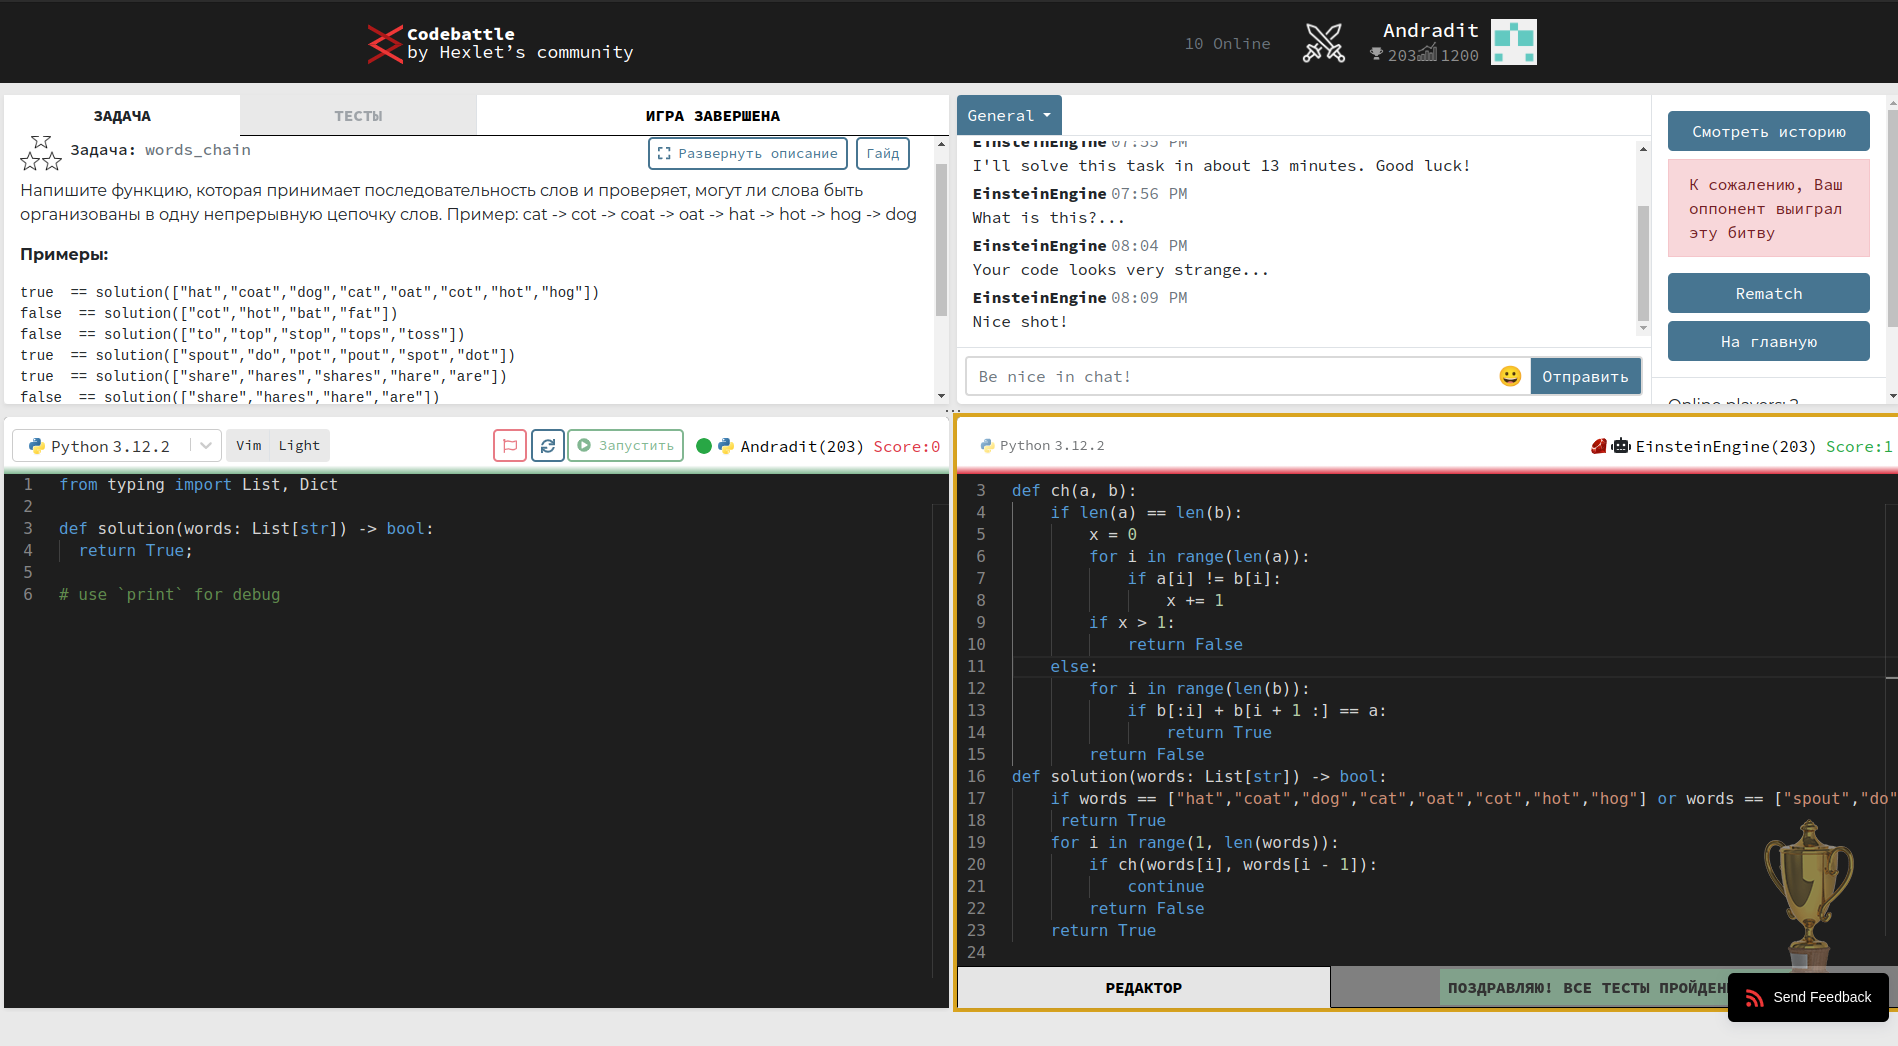 Codebattle
by Hexlet’s community
10 Online
Andradit
203 1200
ЗАДАЧА
ТЕСТЫ
ИГРА ЗАВЕРШЕНА
Задача: words_chain
Развернуть описание
Гайд
Напишите функцию, которая принимает последовательность слов и проверяет, могут ли слова быть
организованы в одну непрерывную цепочку слов. Пример: cat -> cot -> coat -> oat -> hat -> hot -> hog -> dog
Примеры:
true  == solution(["hat","coat","dog","cat","oat","cot","hot","hog"])
false  == solution(["cot","hot","bat","fat"])
false  == solution(["to","top","stop","tops","toss"])
true  == solution(["spout","do","pot","pout","spot","dot"])
true  == solution(["share","hares","shares","hare","are"])
false  == solution(["share","hares","hare","are"])
General
EinsteinEngine 07:55 PM
I'll solve this task in about 13 minutes. Good luck!
EinsteinEngine 07:56 PM
What is this?...
EinsteinEngine 08:04 PM
Your code looks very strange...
EinsteinEngine 08:09 PM
Nice shot!
Be nice in chat!
Отправить
Смотреть историю
К сожалению, Ваш
оппонент выиграл
эту битву
Rematch
На главную
Online players: 2
Python 3.12.2
Vim
Light
Запустить
Andradit(203) Score:0
1 from typing import List, Dict
2
3 def solution(words: List[str]) -> bool:
4   return True;
5
6 # use `print` for debug
Python 3.12.2
EinsteinEngine(203) Score:1
3 def ch(a, b):
4     if len(a) == len(b):
5         x = 0
6         for i in range(len(a)):
7             if a[i] != b[i]:
8                 x += 1
9         if x > 1:
10             return False
11     else:
12         for i in range(len(b)):
13             if b[:i] + b[i + 1 :] == a:
14                 return True
15         return False
16 def solution(words: List[str]) -> bool:
17     if words == ["hat","coat","dog","cat","oat","cot","hot","hog"] or words == ["spout","do"
18      return True
19     for i in range(1, len(words)):
20         if ch(words[i], words[i - 1]):
21             continue
22         return False
23     return True
24
РЕДАКТОР
ПОЗДРАВЛЯЮ! ВСЕ ТЕСТЫ ПРОЙДЕН
Send Feedback